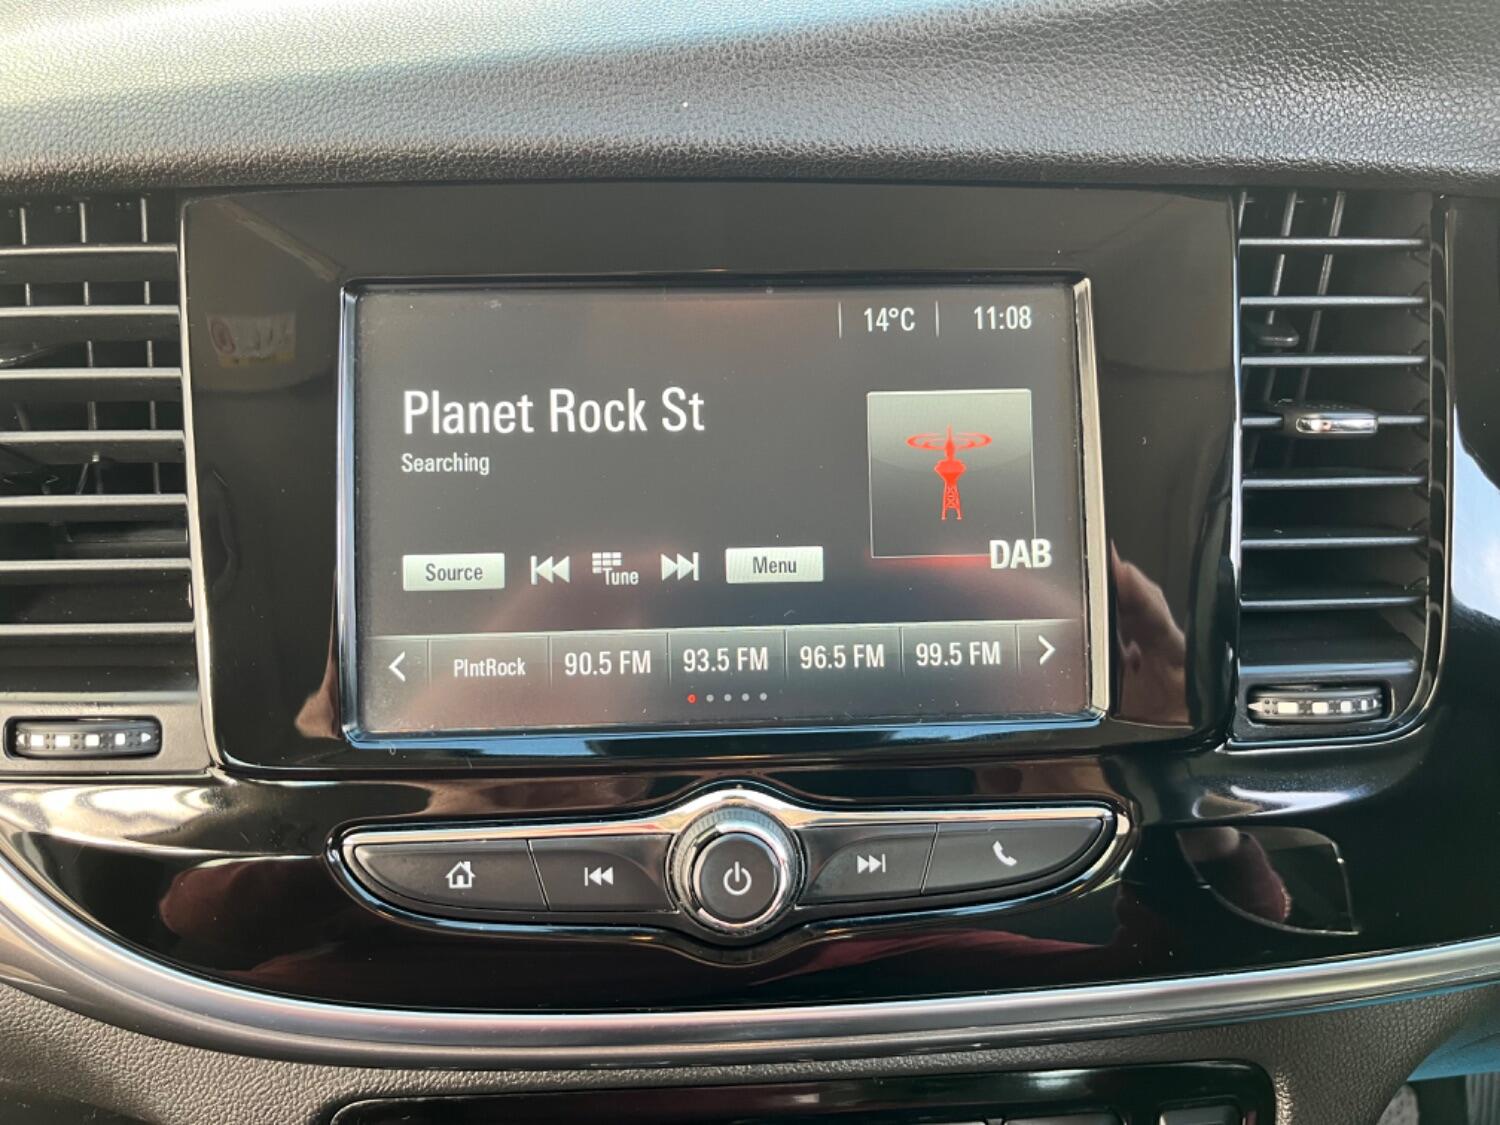 14°C 11:08
Planet Rock St
Searching
Source Tune Menu
DAB
PlntRock 90.5 FM 93.5 FM 96.5 FM 99.5 FM